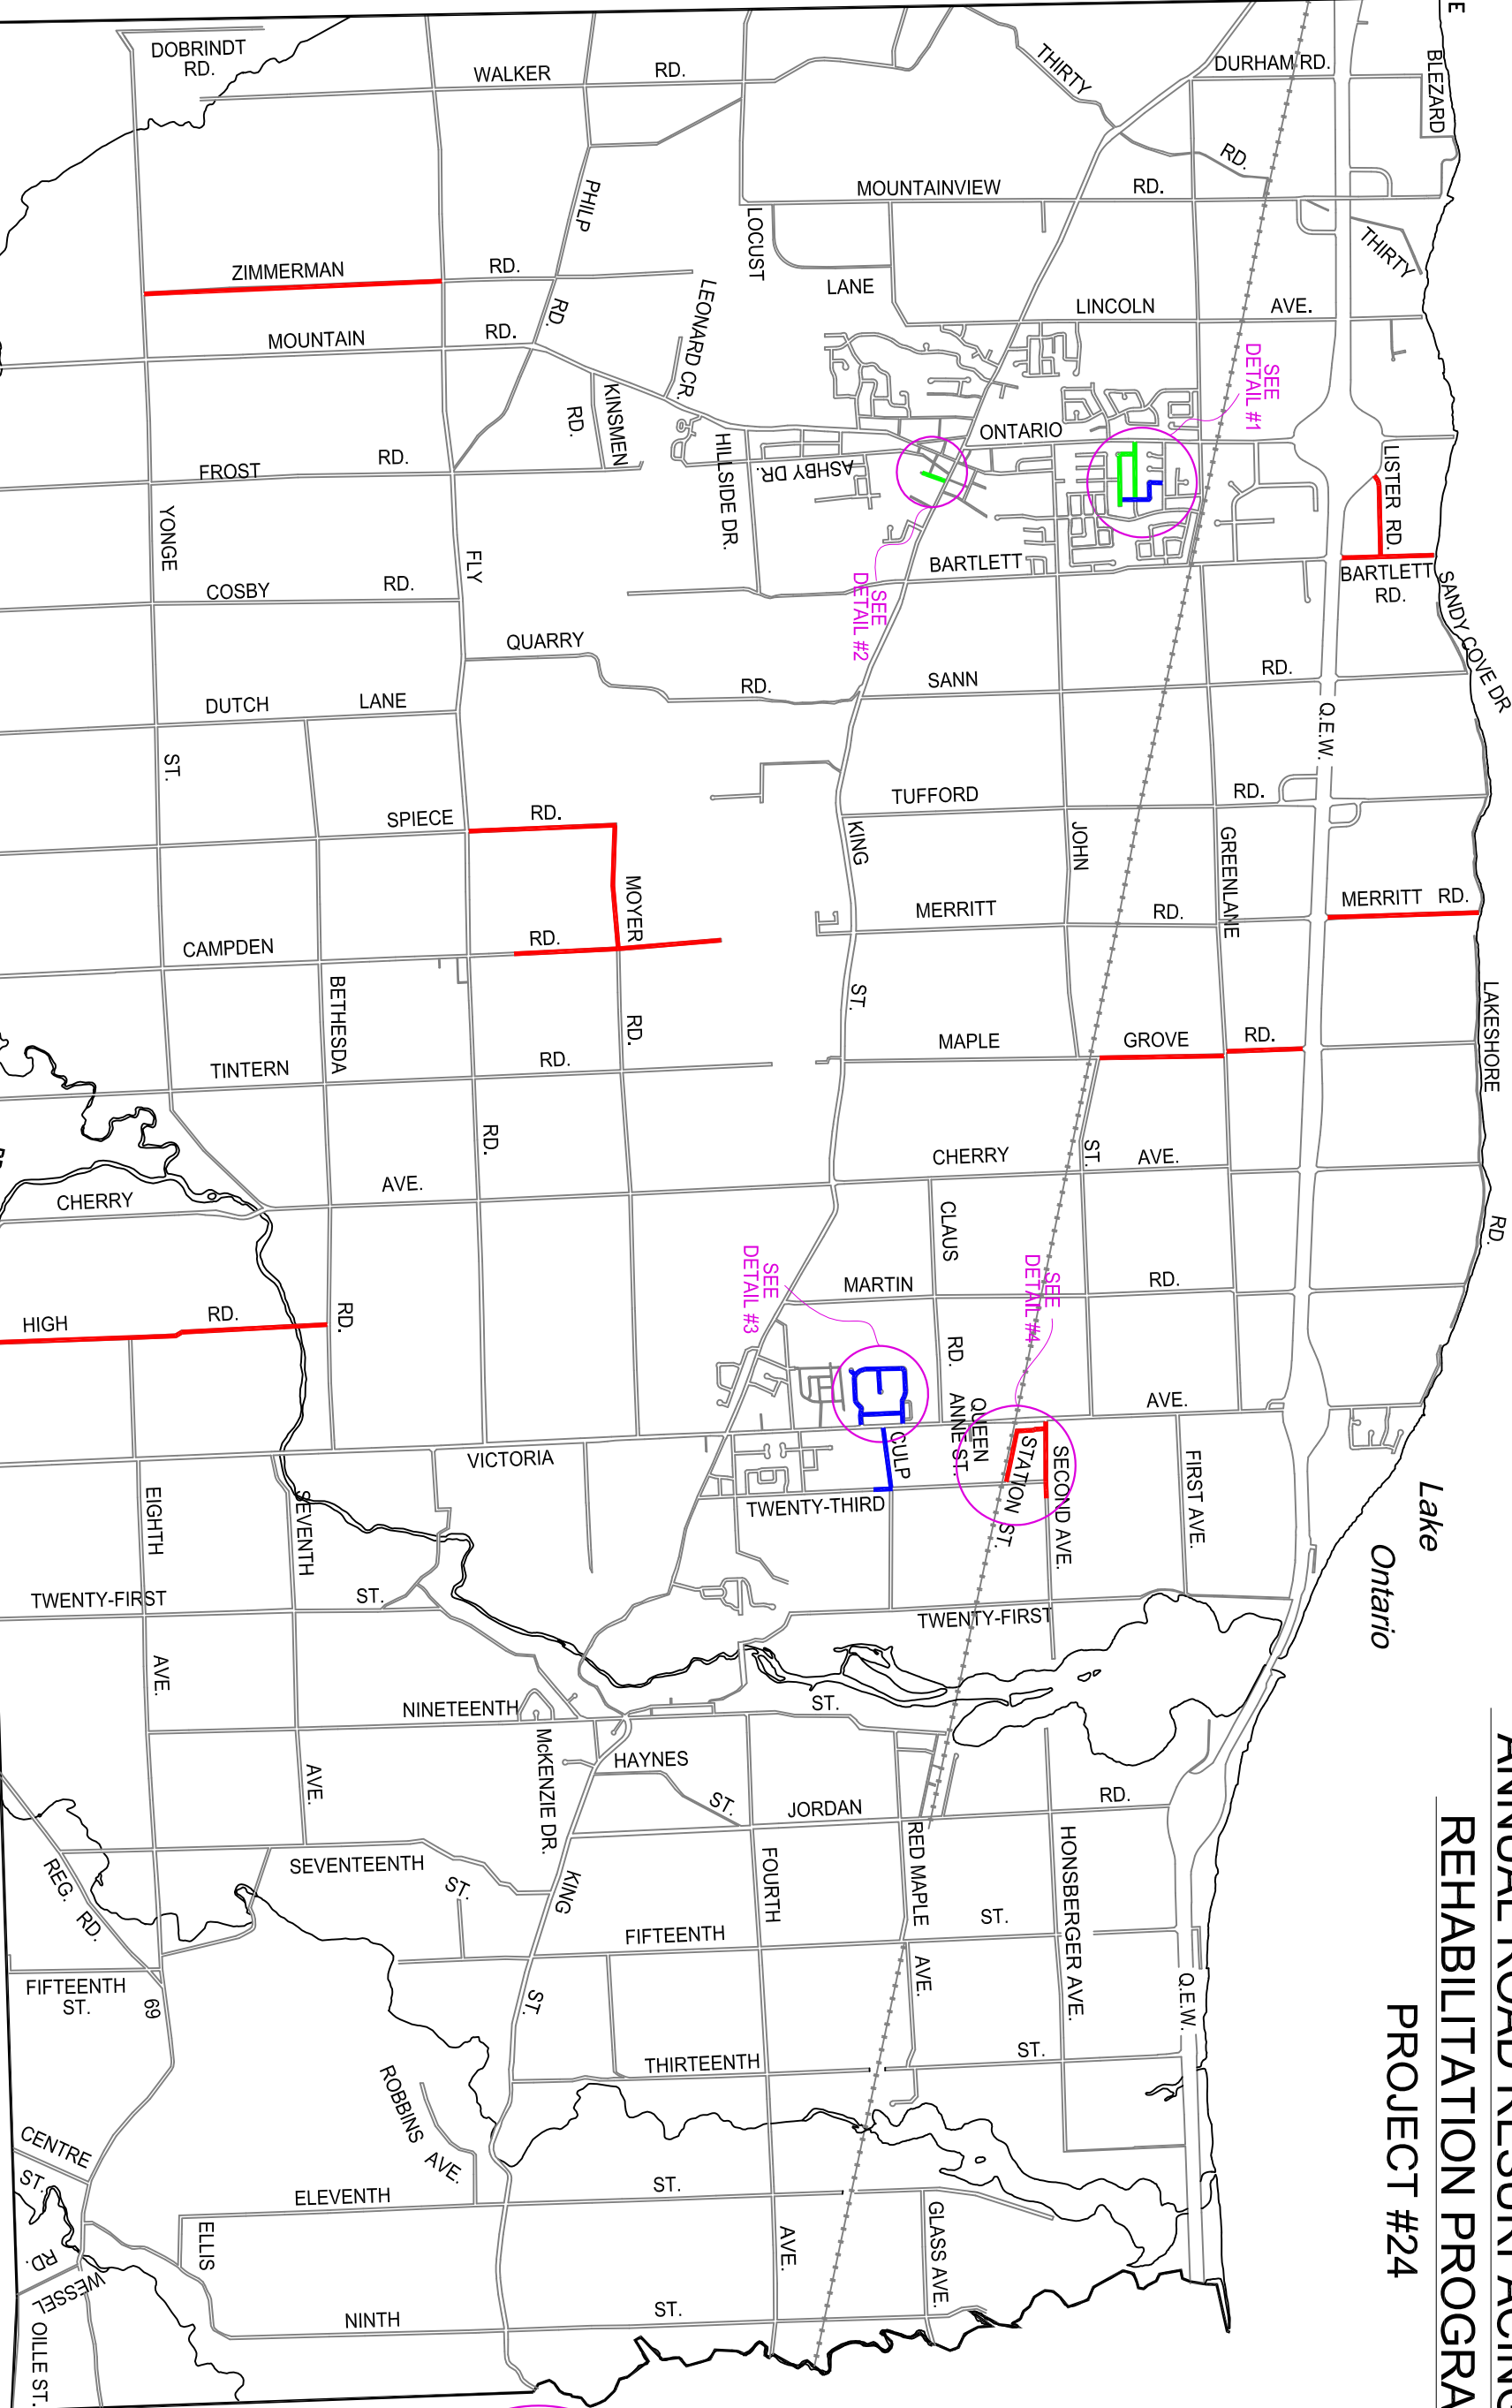 ANNUAL ROAD RESURFACING
REHABILITATION PROGRA
PROJECT #24
Lake
Ontario
E
BLEZARD
DOBRINDT
RD.
WALKER RD.
THIRTY
RD.
DURHAM RD.
MOUNTAINVIEW RD.
THIRTY
PHILP
RD.
LOCUST
LANE
ZIMMERMAN RD.
LEONARD CR.
LINCOLN AVE.
MOUNTAIN RD.
SEE
DETAIL #1
KINSMEN
RD.
HILLSIDE DR.
ASHBY DR.
ONTARIO
LISTER RD.
FROST RD.
YONGE
ST.
FLY
RD.
BARTLETT
BARTLETT
RD.
SANDY COVE DR
SEE
DETAIL #2
COSBY RD.
QUARRY
RD.
SANN RD.
Q.E.W.
DUTCH LANE
TUFFORD RD.
SPIECE RD.
KING
ST.
JOHN
ST.
GREENLANE
MOYER
RD.
MERRITT RD.
MERRITT RD.
CAMPDEN RD.
BETHESDA
RD.
LAKESHORE
RD.
MAPLE GROVE RD.
TINTERN RD.
CHERRY AVE.
CHERRY AVE.
CLAUS
RD.
MARTIN RD.
SEE
DETAIL #3
SEE
DETAIL #4
HIGH RD.
QUEEN
ANNE ST.
AVE.
CULP
STATION ST.
SECOND AVE.
FIRST AVE.
VICTORIA
TWENTY-THIRD
EIGHTH
AVE.
SEVENTH
AVE.
TWENTY-FIRST ST.
TWENTY-FIRST
NINETEENTH
ST.
McKENZIE DR.
HAYNES
ST.
JORDAN
RD.
RED MAPLE
AVE.
HONSBERGER AVE.
FOURTH
AVE.
SEVENTEENTH
ST.
KING
ST.
REG. RD.
69
FIFTEENTH ST.
FIFTEENTH
ST.
Q.E.W.
THIRTEENTH ST.
ROBBINS
AVE.
CENTRE
ST.
ELEVENTH ST.
ELLIS
GLASS AVE.
RD.
WESSEL
NINTH ST.
OILLE ST.